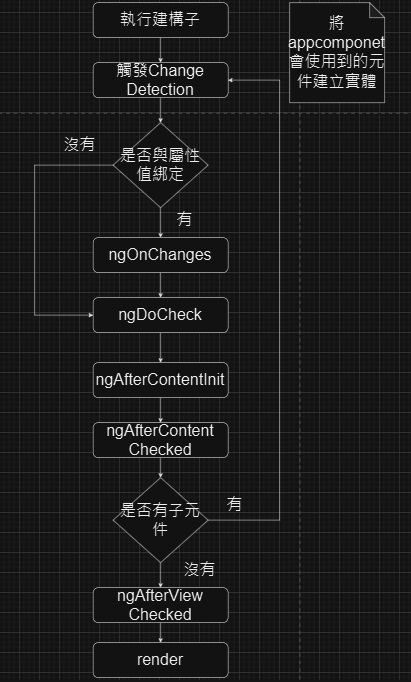 執行建構子
將
appcomponet
會使用到的元
件建立實體
觸發Change
Detection
是否與屬性
值綁定
沒有
有
ngOnChanges
ngDoCheck
ngAfterContentInit
ngAfterContent
Checked
是否有子元
件
有
沒有
ngAfterView
Checked
render